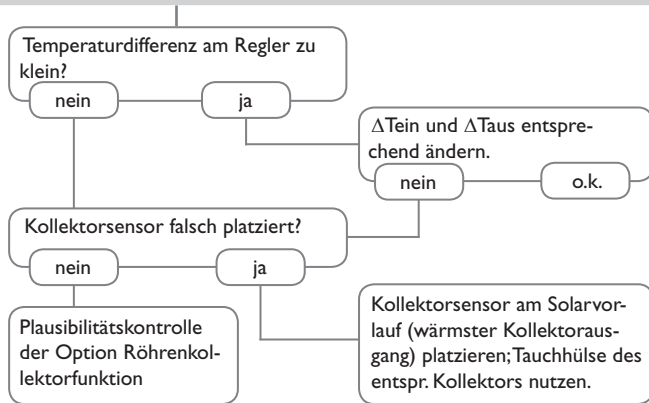 Temperaturdifferenz am Regler zu
klein?
nein
ja
ΔTein und ΔTaus entspre-
chend ändern.
nein
o.k.
Kollektorsensor falsch platziert?
nein
ja
Plausibilitätskontrolle
der Option Röhrenkol-
lektorfunktion
Kollektorsensor am Solarvor-
lauf (wärmster Kollektoraus-
gang) platzieren; Tauchhülse des
entspr. Kollektors nutzen.